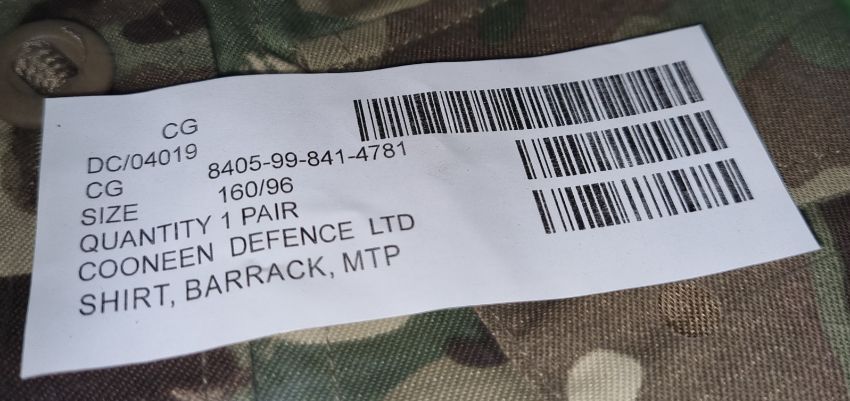 CG
DC/04019
CG 8405-99-841-4781
SIZE 160/96
QUANTITY 1 PAIR
COONEEN DEFENCE LTD
SHIRT, BARRACK, MTP